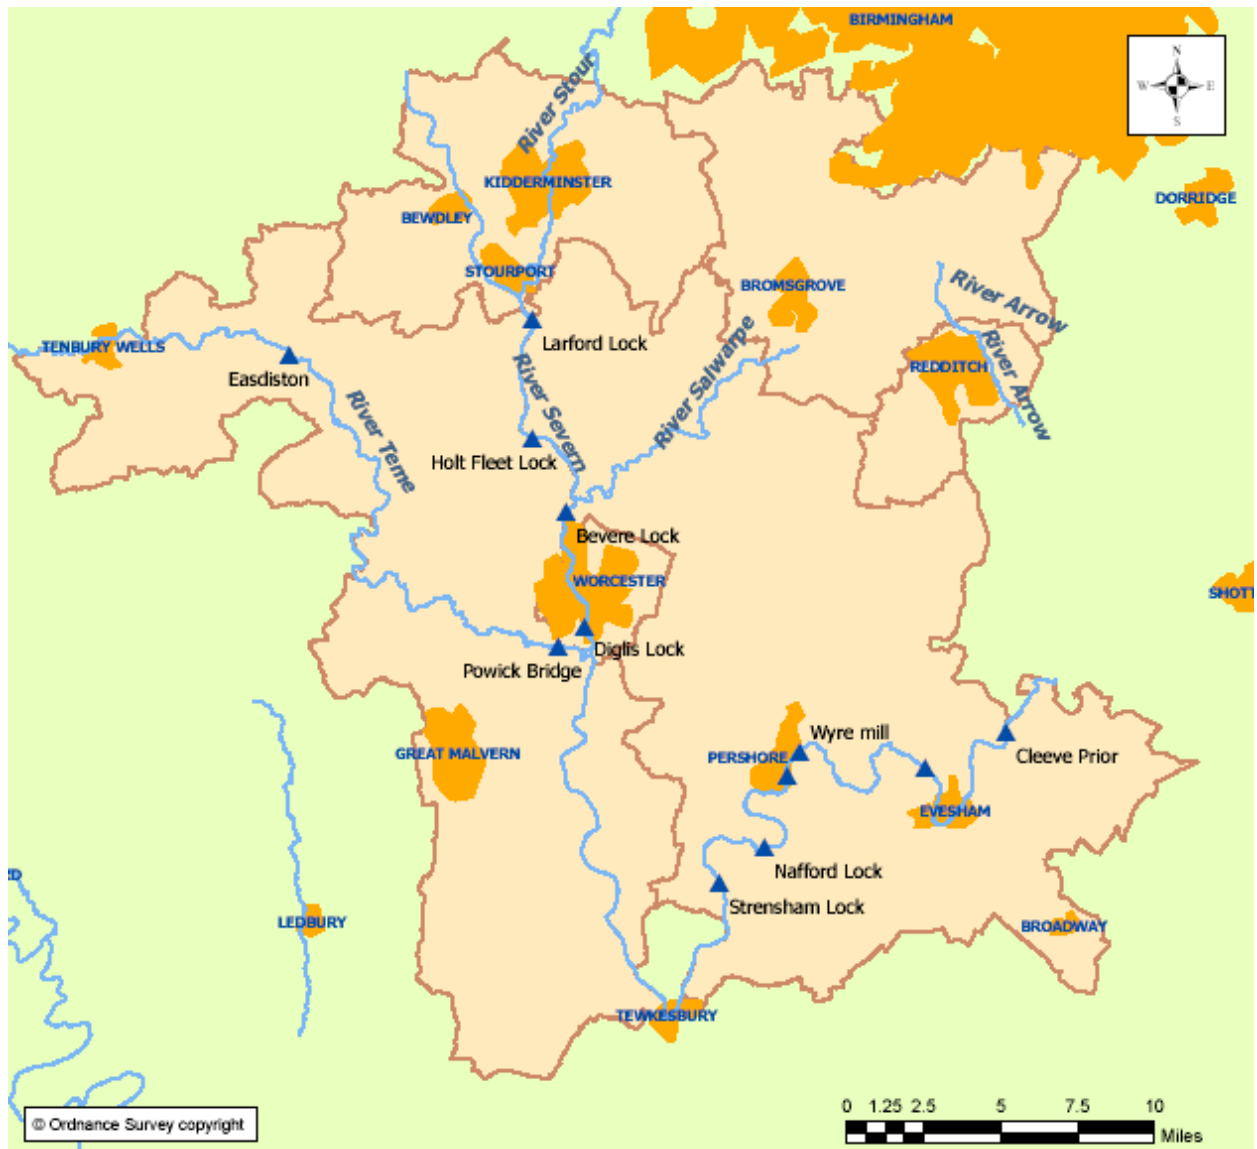 BIRMINGHAM
N
W E
S
River Stour
KIDDERMINSTER
DORRIDGE
BEWDLEY
STOURPORT
BROMSGROVE
River Arrow
TENBURY WELLS
Larford Lock
River Salwarpe
REDDITCH
River Arrow
Easdiston
River Severn
River Teme
Holt Fleet Lock
Bevere Lock
WORCESTER
SHOTT
Diglis Lock
Powick Bridge
Wyre mill
GREAT MALVERN
PERSHORE
Cleeve Prior
EVESHAM
RD
Nafford Lock
Strensham Lock
LEDBURY
BROADWAY
TEWKESBURY
© Ordnance Survey copyright
0 1.25 2.5 5 7.5 10
Miles